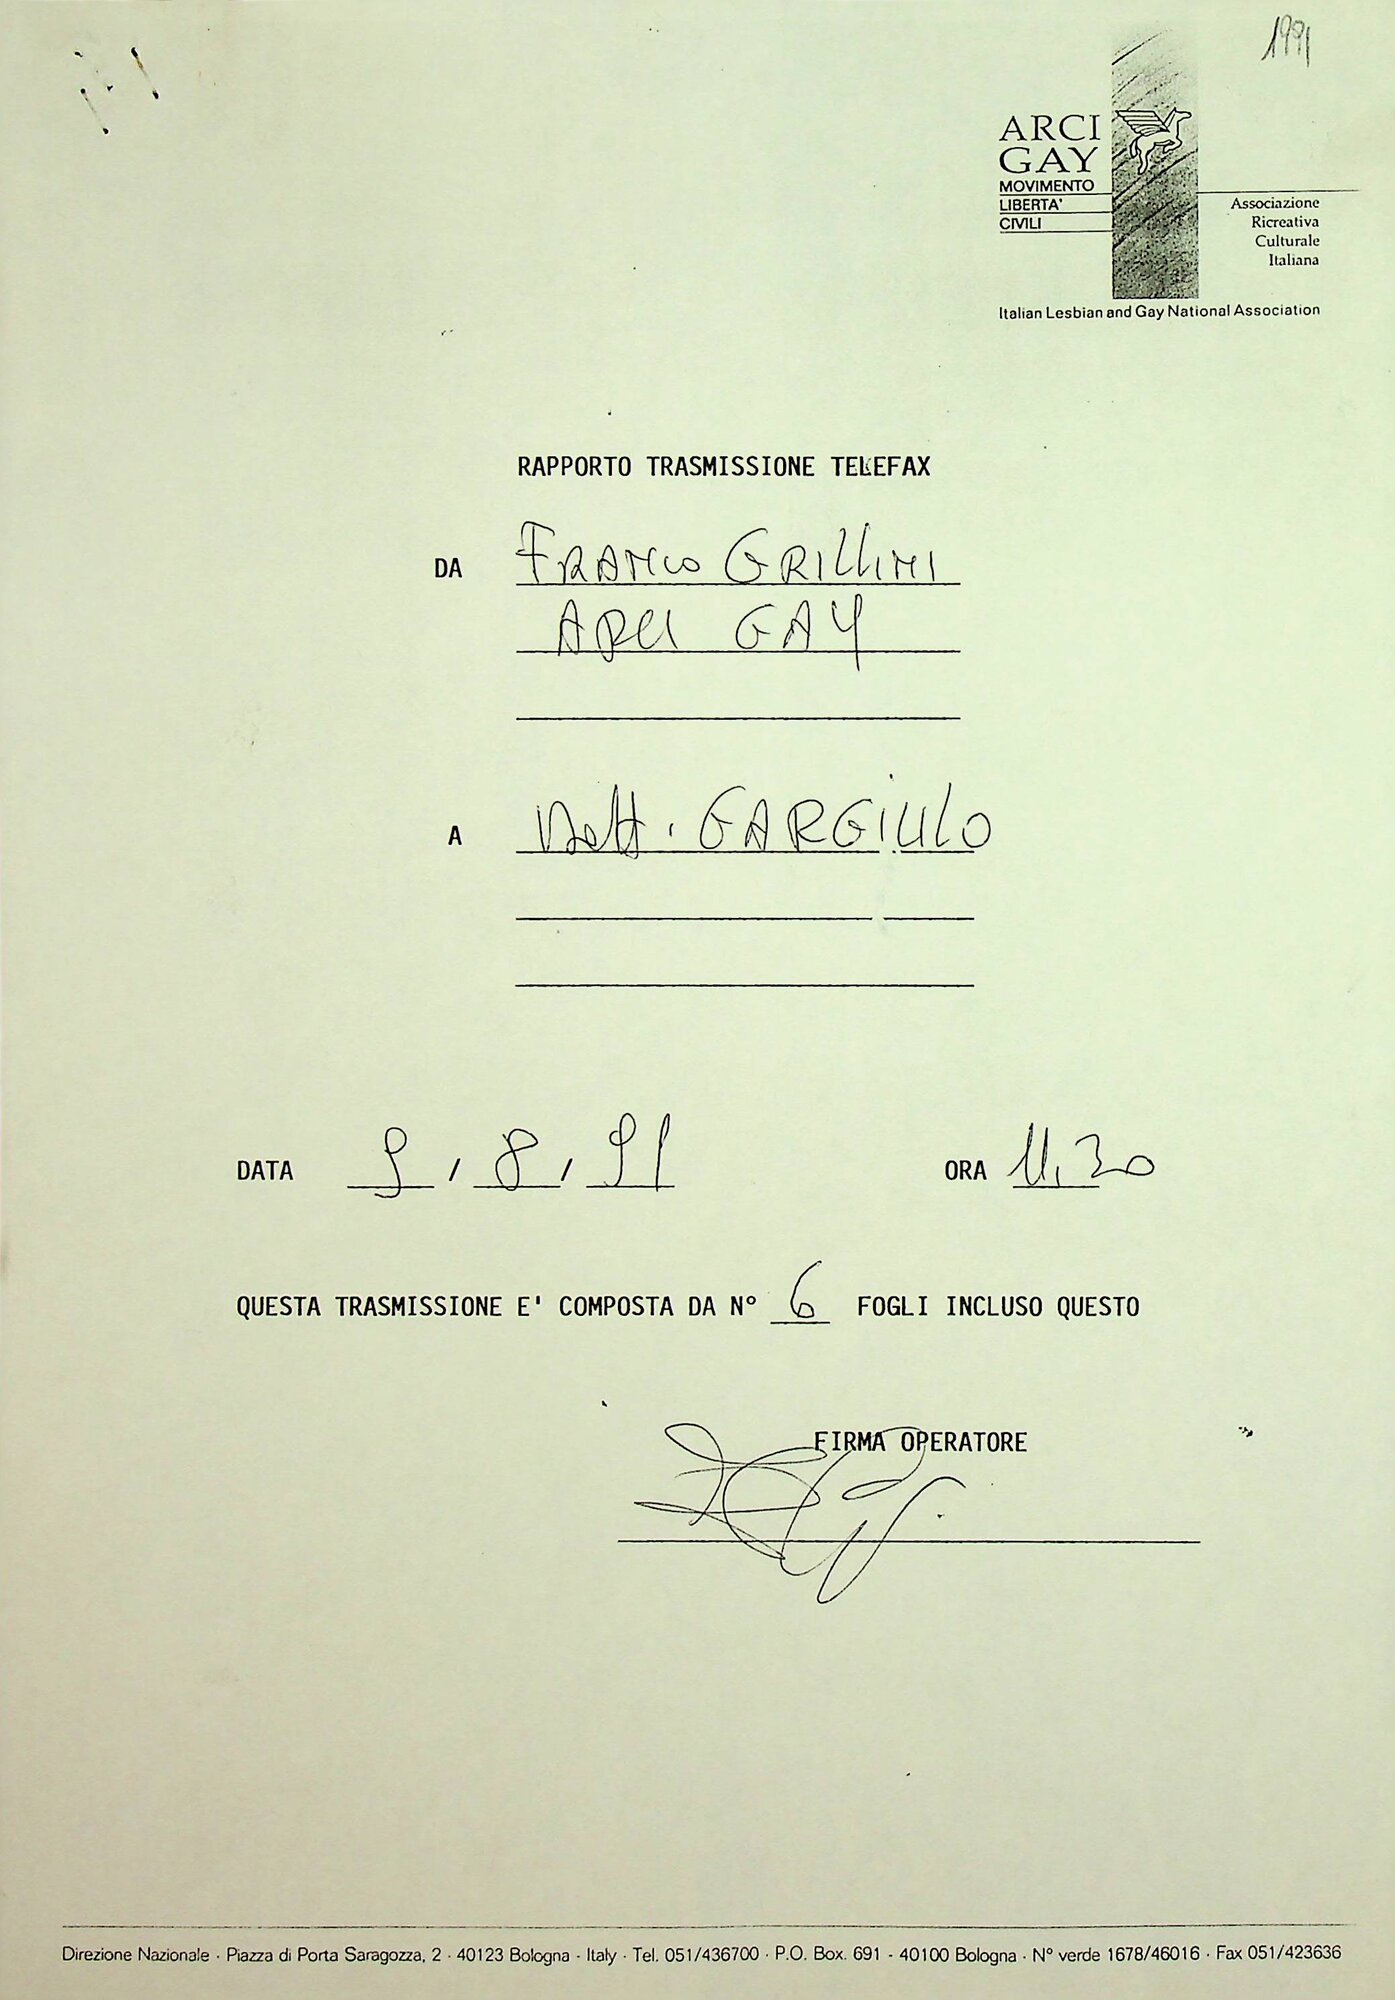 1991
ARCI
GAY
MOVIMENTO
LIBERTA'
CIVILI
Associazione
Ricreativa
Culturale
Italiana
Italian Lesbian and Gay National Association
RAPPORTO TRASMISSIONE TELEFAX
DA FRANCO GRILLINI
ARCI GAY
A Dott. GARGIULO
DATA 9 / 8 / 91 ORA 11,30
QUESTA TRASMISSIONE E' COMPOSTA DA N° 6 FOGLI INCLUSO QUESTO
FIRMA OPERATORE
Direzione Nazionale · Piazza di Porta Saragozza, 2 · 40123 Bologna - Italy · Tel. 051/436700 · P.O. Box. 691 - 40100 Bologna · N° verde 1678/46016 · Fax 051/423636